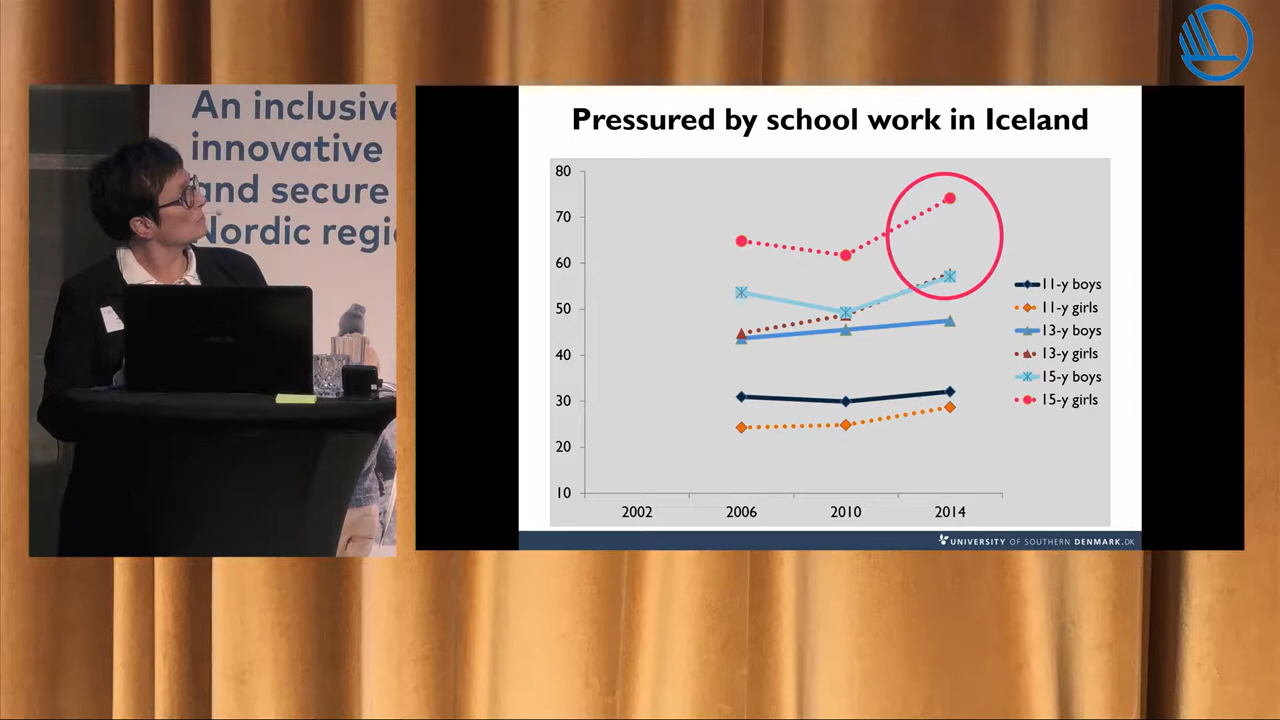 An inclusive
innovative
and secure
Nordic regi
Pressured by school work in Iceland
80
70
60
50
40
30
20
10
2002
2006
2010
2014
11-y boys
11-y girls
13-y boys
13-y girls
15-y boys
15-y girls
UNIVERSITY OF SOUTHERN DENMARK.DK